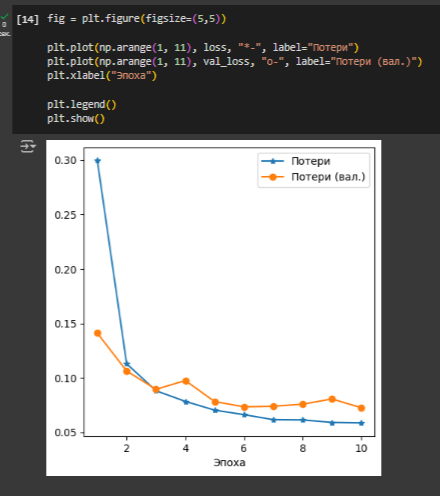 [14] fig = plt.figure(figsize=(5,5))
plt.plot(np.arange(1, 11), loss, "*-", label="Потери")
plt.plot(np.arange(1, 11), val_loss, "o-", label="Потери (вал.)")
plt.xlabel("Эпоха")
plt.legend()
plt.show()
0
сек.
Потери
Потери (вал.)
0.30
0.25
0.20
0.15
0.10
0.05
2 4 6 8 10
Эпоха